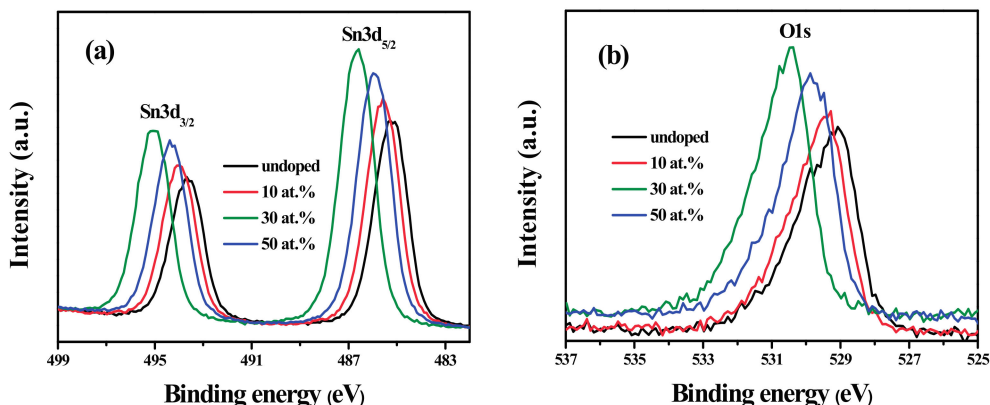 (a)
Sn3d5/2
Sn3d3/2
undoped
10 at.%
30 at.%
50 at.%
Intensity (a.u.)
499 495 491 487 483
Binding energy (eV)
(b)
O1s
undoped
10 at.%
30 at.%
50 at.%
Intensity (a.u.)
537 535 533 531 529 527 525
Binding energy (eV)